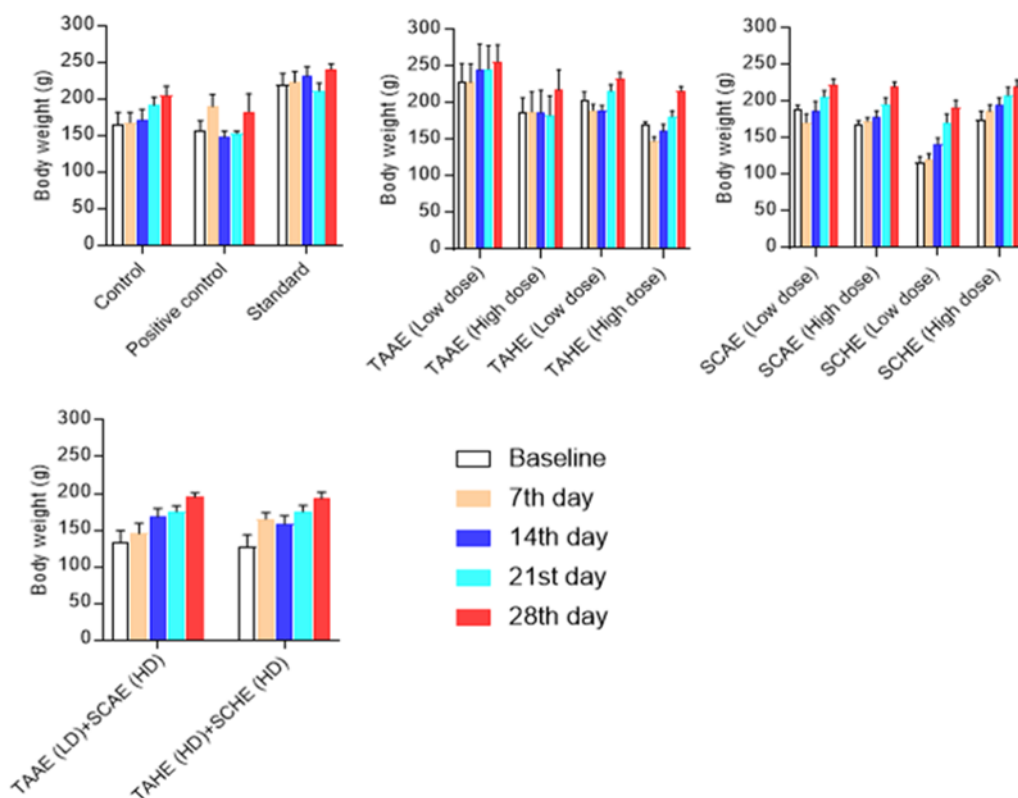 Body weight (g)
300
250
200
150
100
50
0
Control
Positive control
Standard
Body weight (g)
300
250
200
150
100
50
0
TAAE (Low dose)
TAAE (High dose)
TAHE (Low dose)
TAHE (High dose)
Body weight (g)
300
250
200
150
100
50
0
SCAE (Low dose)
SCAE (High dose)
SCHE (Low dose)
SCHE (High dose)
Body weight (g)
300
250
200
150
100
50
0
TAAE (LD)+SCAE (HD)
TAHE (HD)+SCHE (HD)
Baseline
7th day
14th day
21st day
28th day